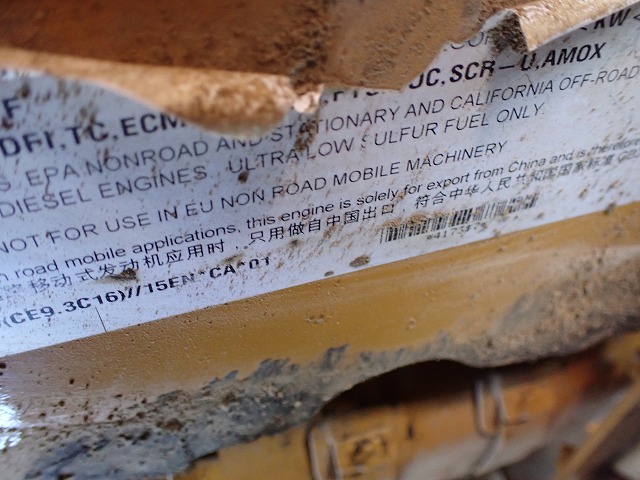 KW
DFI,TC,ECM OC,SCR-U,AMOX
EPA NONROAD AND STATIONARY AND CALIFORNIA OFF-ROAD
DIESEL ENGINES. ULTRA LOW SULFUR FUEL ONLY.
NOT FOR USE IN EU NON ROAD MOBILE MACHINERY
road mobile applications, this engine is solely for export from China and is therefore
移动式发动机应用时，只用做自中国出口，符合中华人民共和国国家标准
(CE9.3C16)//15EN*CA*01